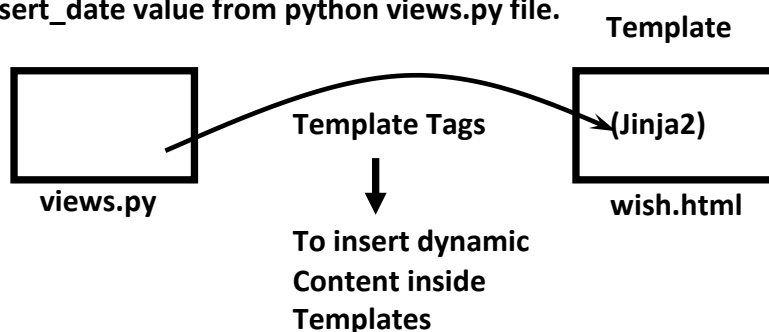 sert_date value from python views.py file.
Template
Template Tags
(Jinja2)
views.py
wish.html
To insert dynamic
Content inside
Templates